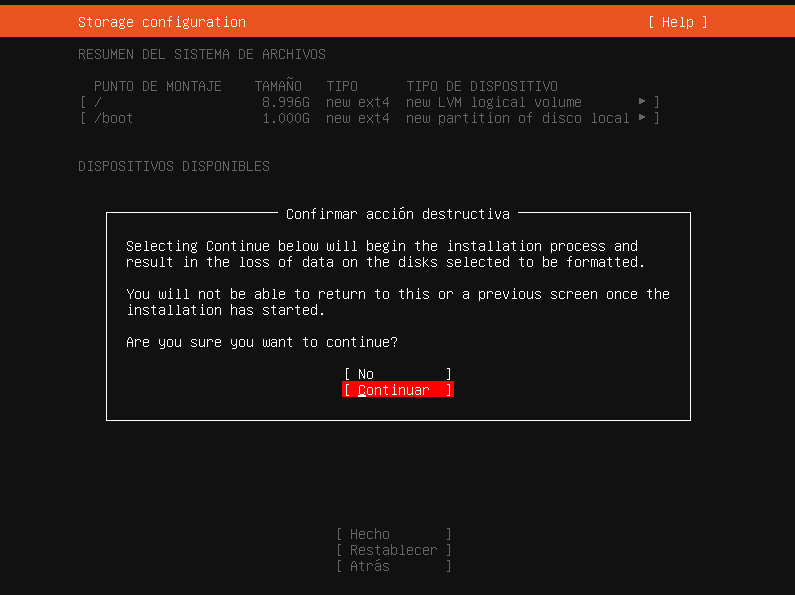 Storage configuration [ Help ]
RESUMEN DEL SISTEMA DE ARCHIVOS
PUNTO DE MONTAJE TAMAÑO TIPO TIPO DE DISPOSITIVO
[ / 8.996G new ext4 new LVM logical volume ▸ ]
[ /boot 1.000G new ext4 new partition of disco local ▸ ]
DISPOSITIVOS DISPONIBLES
Confirmar acción destructiva
Selecting Continue below will begin the installation process and
result in the loss of data on the disks selected to be formatted.
You will not be able to return to this or a previous screen once the
installation has started.
Are you sure you want to continue?
[ No ]
[ Continuar ]
[ Hecho ]
[ Restablecer ]
[ Atrás ]